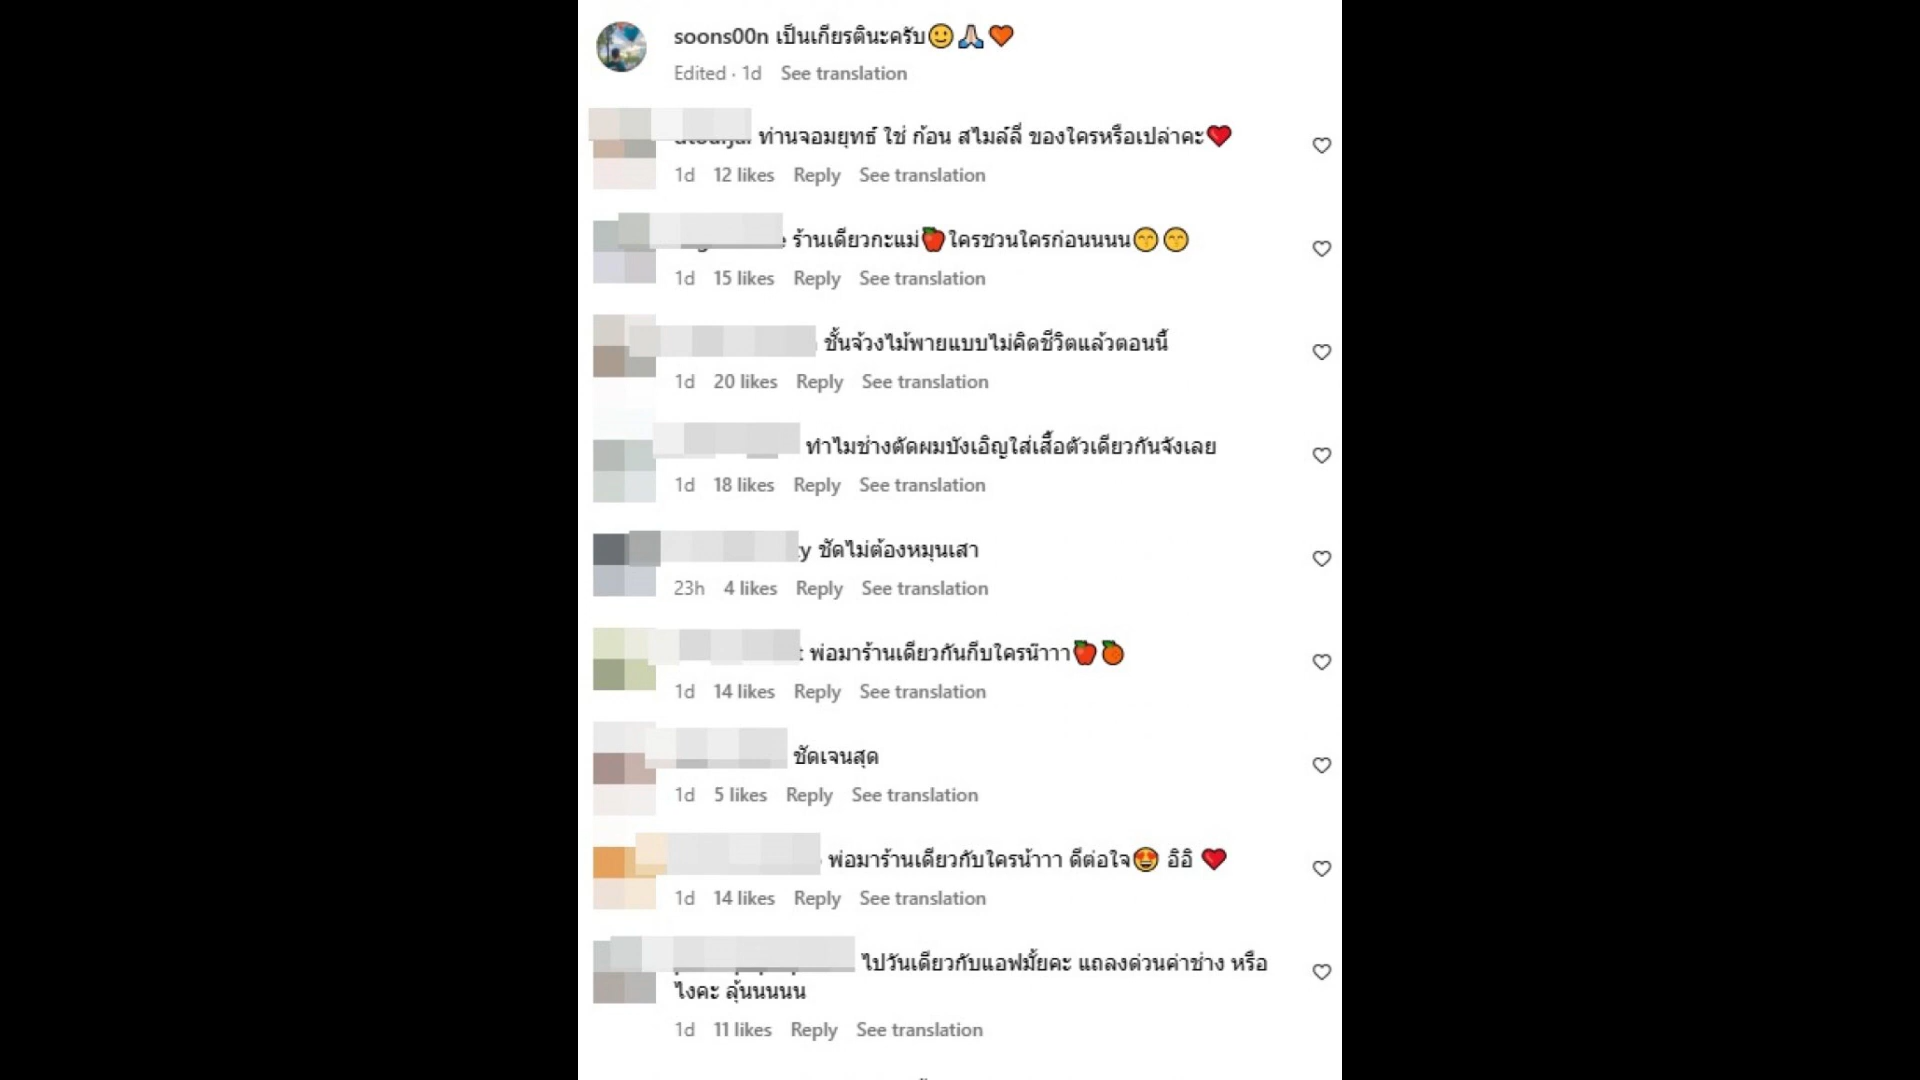 soons00n เป็นเกียรตินะครับ🙂🙏🏻🧡
Edited · 1d See translation
ท่านจอมยุทธ์ ใช่ ก้อน สไมล์ลี่ ของใครหรือเปล่าคะ❤️
1d 12 likes Reply See translation
ร้านเดียวกะแม่🍎ใครชวนใครก่อนนนน😙😙
1d 15 likes Reply See translation
ชั้นจ้วงไม้พายแบบไม่คิดชีวิตแล้วตอนนี้
1d 20 likes Reply See translation
ทำไมช่างตัดผมบังเอิญใส่เสื้อตัวเดียวกันจังเลย
1d 18 likes Reply See translation
ชัดไม่ต้องหมุนเสา
23h 4 likes Reply See translation
พ่อมาร้านเดียวกันกีบใครน๊าาา🍎🍊
1d 14 likes Reply See translation
ชัดเจนสุด
1d 5 likes Reply See translation
พ่อมาร้านเดียวกับใครน้าาา ดีต่อใจ😍 อิอิ ❤️
1d 14 likes Reply See translation
ไปวันเดียวกับแอฟมั้ยคะ แถลงด่วนค่าช่าง หรือ
ไงคะ ลุ้นนนนน
1d 11 likes Reply See translation